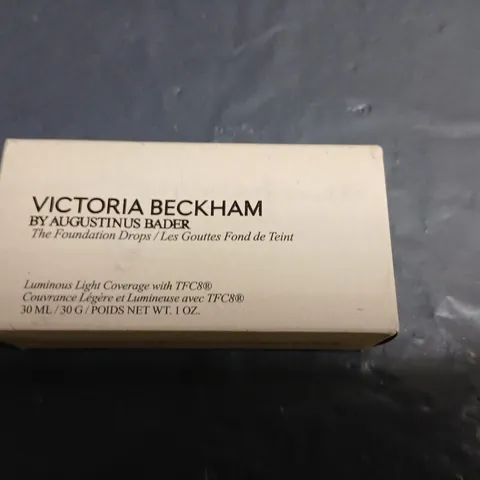 VICTORIA BECKHAM
BY AUGUSTINUS BADER
The Foundation Drops / Les Gouttes Fond de Teint
Luminous Light Coverage with TFC8®
Couvrance Légère et Lumineuse avec TFC8®
30 ML / 30 G / POIDS NET WT. 1 OZ.